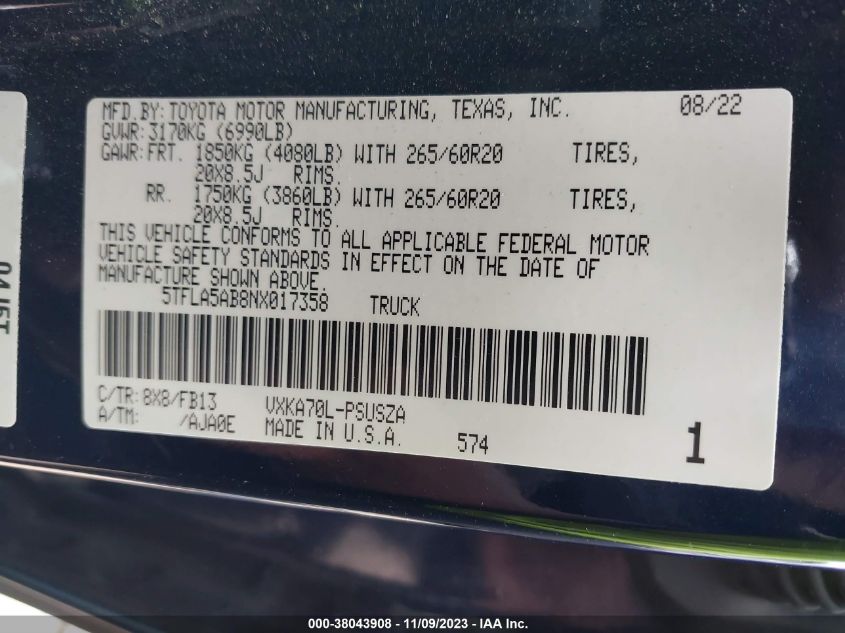 MFD.BY:TOYOTA MOTOR MANUFACTURING, TEXAS, INC. 08/22
GVWR:3170KG (6990LB)
GAWR:FRT. 1850KG (4080LB) WITH 265/60R20 TIRES,
20X8.5J RIMS.
RR. 1750KG (3860LB) WITH 265/60R20 TIRES,
20X8.5J RIMS.
THIS VEHICLE CONFORMS TO ALL APPLICABLE FEDERAL MOTOR
VEHICLE SAFETY STANDARDS IN EFFECT ON THE DATE OF
MANUFACTURE SHOWN ABOVE.
5TFLA5AB8NX017358 TRUCK
C/TR:8X8/FB13 VXKA70L-PSUSZA
A/TM: /AJA0E MADE IN U.S.A. 574 1
000-38043908 - 11/09/2023 - IAA Inc.